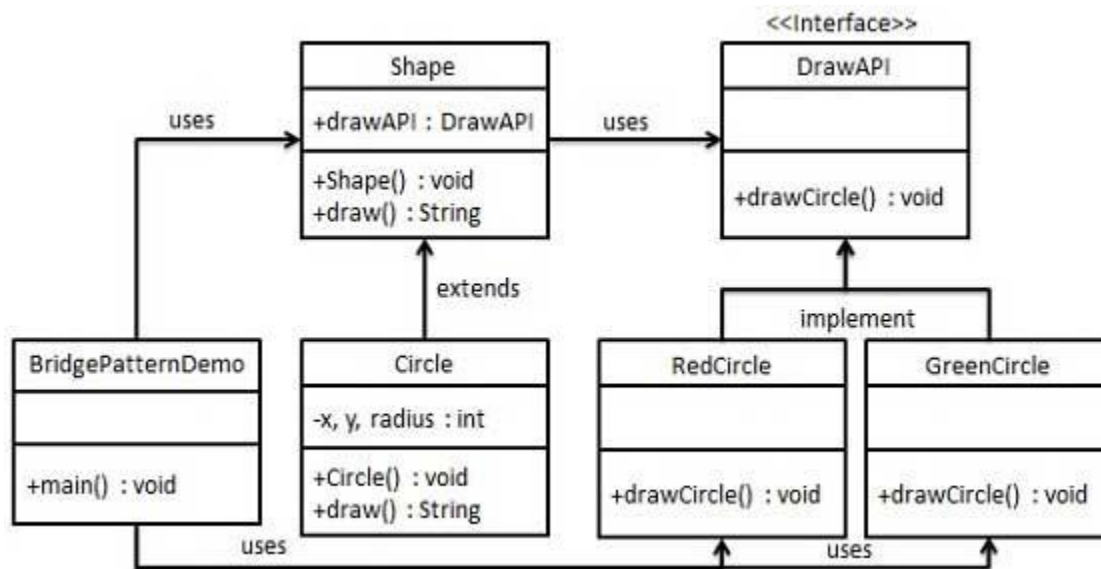 <<Interface>>
Shape
DrawAPI
+drawAPI : DrawAPI
uses
uses
+Shape() : void
+draw() : String
+drawCircle() : void
extends
implement
BridgePatternDemo
Circle
RedCircle
GreenCircle
-x, y, radius : int
+main() : void
+Circle() : void
+draw() : String
+drawCircle() : void
+drawCircle() : void
uses
uses